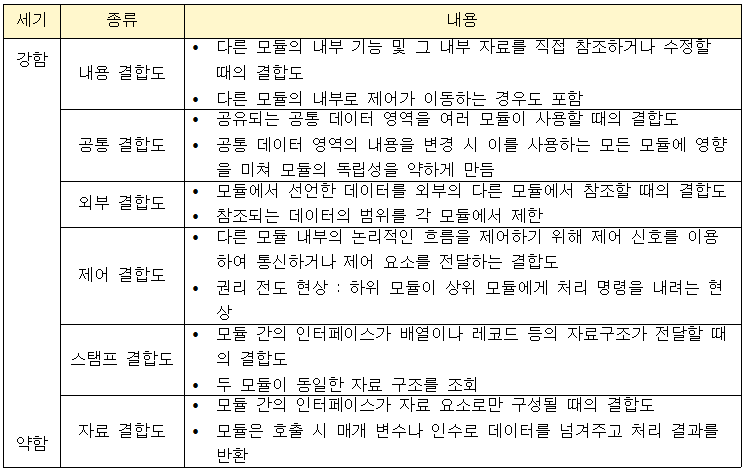 세기 종류 내용
강함
내용 결합도
• 다른 모듈의 내부 기능 및 그 내부 자료를 직접 참조하거나 수정할
때의 결합도
• 다른 모듈의 내부로 제어가 이동하는 경우도 포함
공통 결합도
• 공유되는 공통 데이터 영역을 여러 모듈이 사용할 때의 결합도
• 공통 데이터 영역의 내용을 변경 시 이를 사용하는 모든 모듈에 영향
을 미쳐 모듈의 독립성을 약하게 만듬
외부 결합도
• 모듈에서 선언한 데이터를 외부의 다른 모듈에서 참조할 때의 결합도
• 참조되는 데이터의 범위를 각 모듈에서 제한
제어 결합도
• 다른 모듈 내부의 논리적인 흐름을 제어하기 위해 제어 신호를 이용
하여 통신하거나 제어 요소를 전달하는 결합도
• 권리 전도 현상 : 하위 모듈이 상위 모듈에게 처리 명령을 내려는 현
상
스탬프 결합도
• 모듈 간의 인터페이스가 배열이나 레코드 등의 자료구조가 전달할 때
의 결합도
• 두 모듈이 동일한 자료 구조를 조회
약함
자료 결합도
• 모듈 간의 인터페이스가 자료 요소로만 구성될 때의 결합도
• 모듈은 호출 시 매개 변수나 인수로 데이터를 넘겨주고 처리 결과를
반환